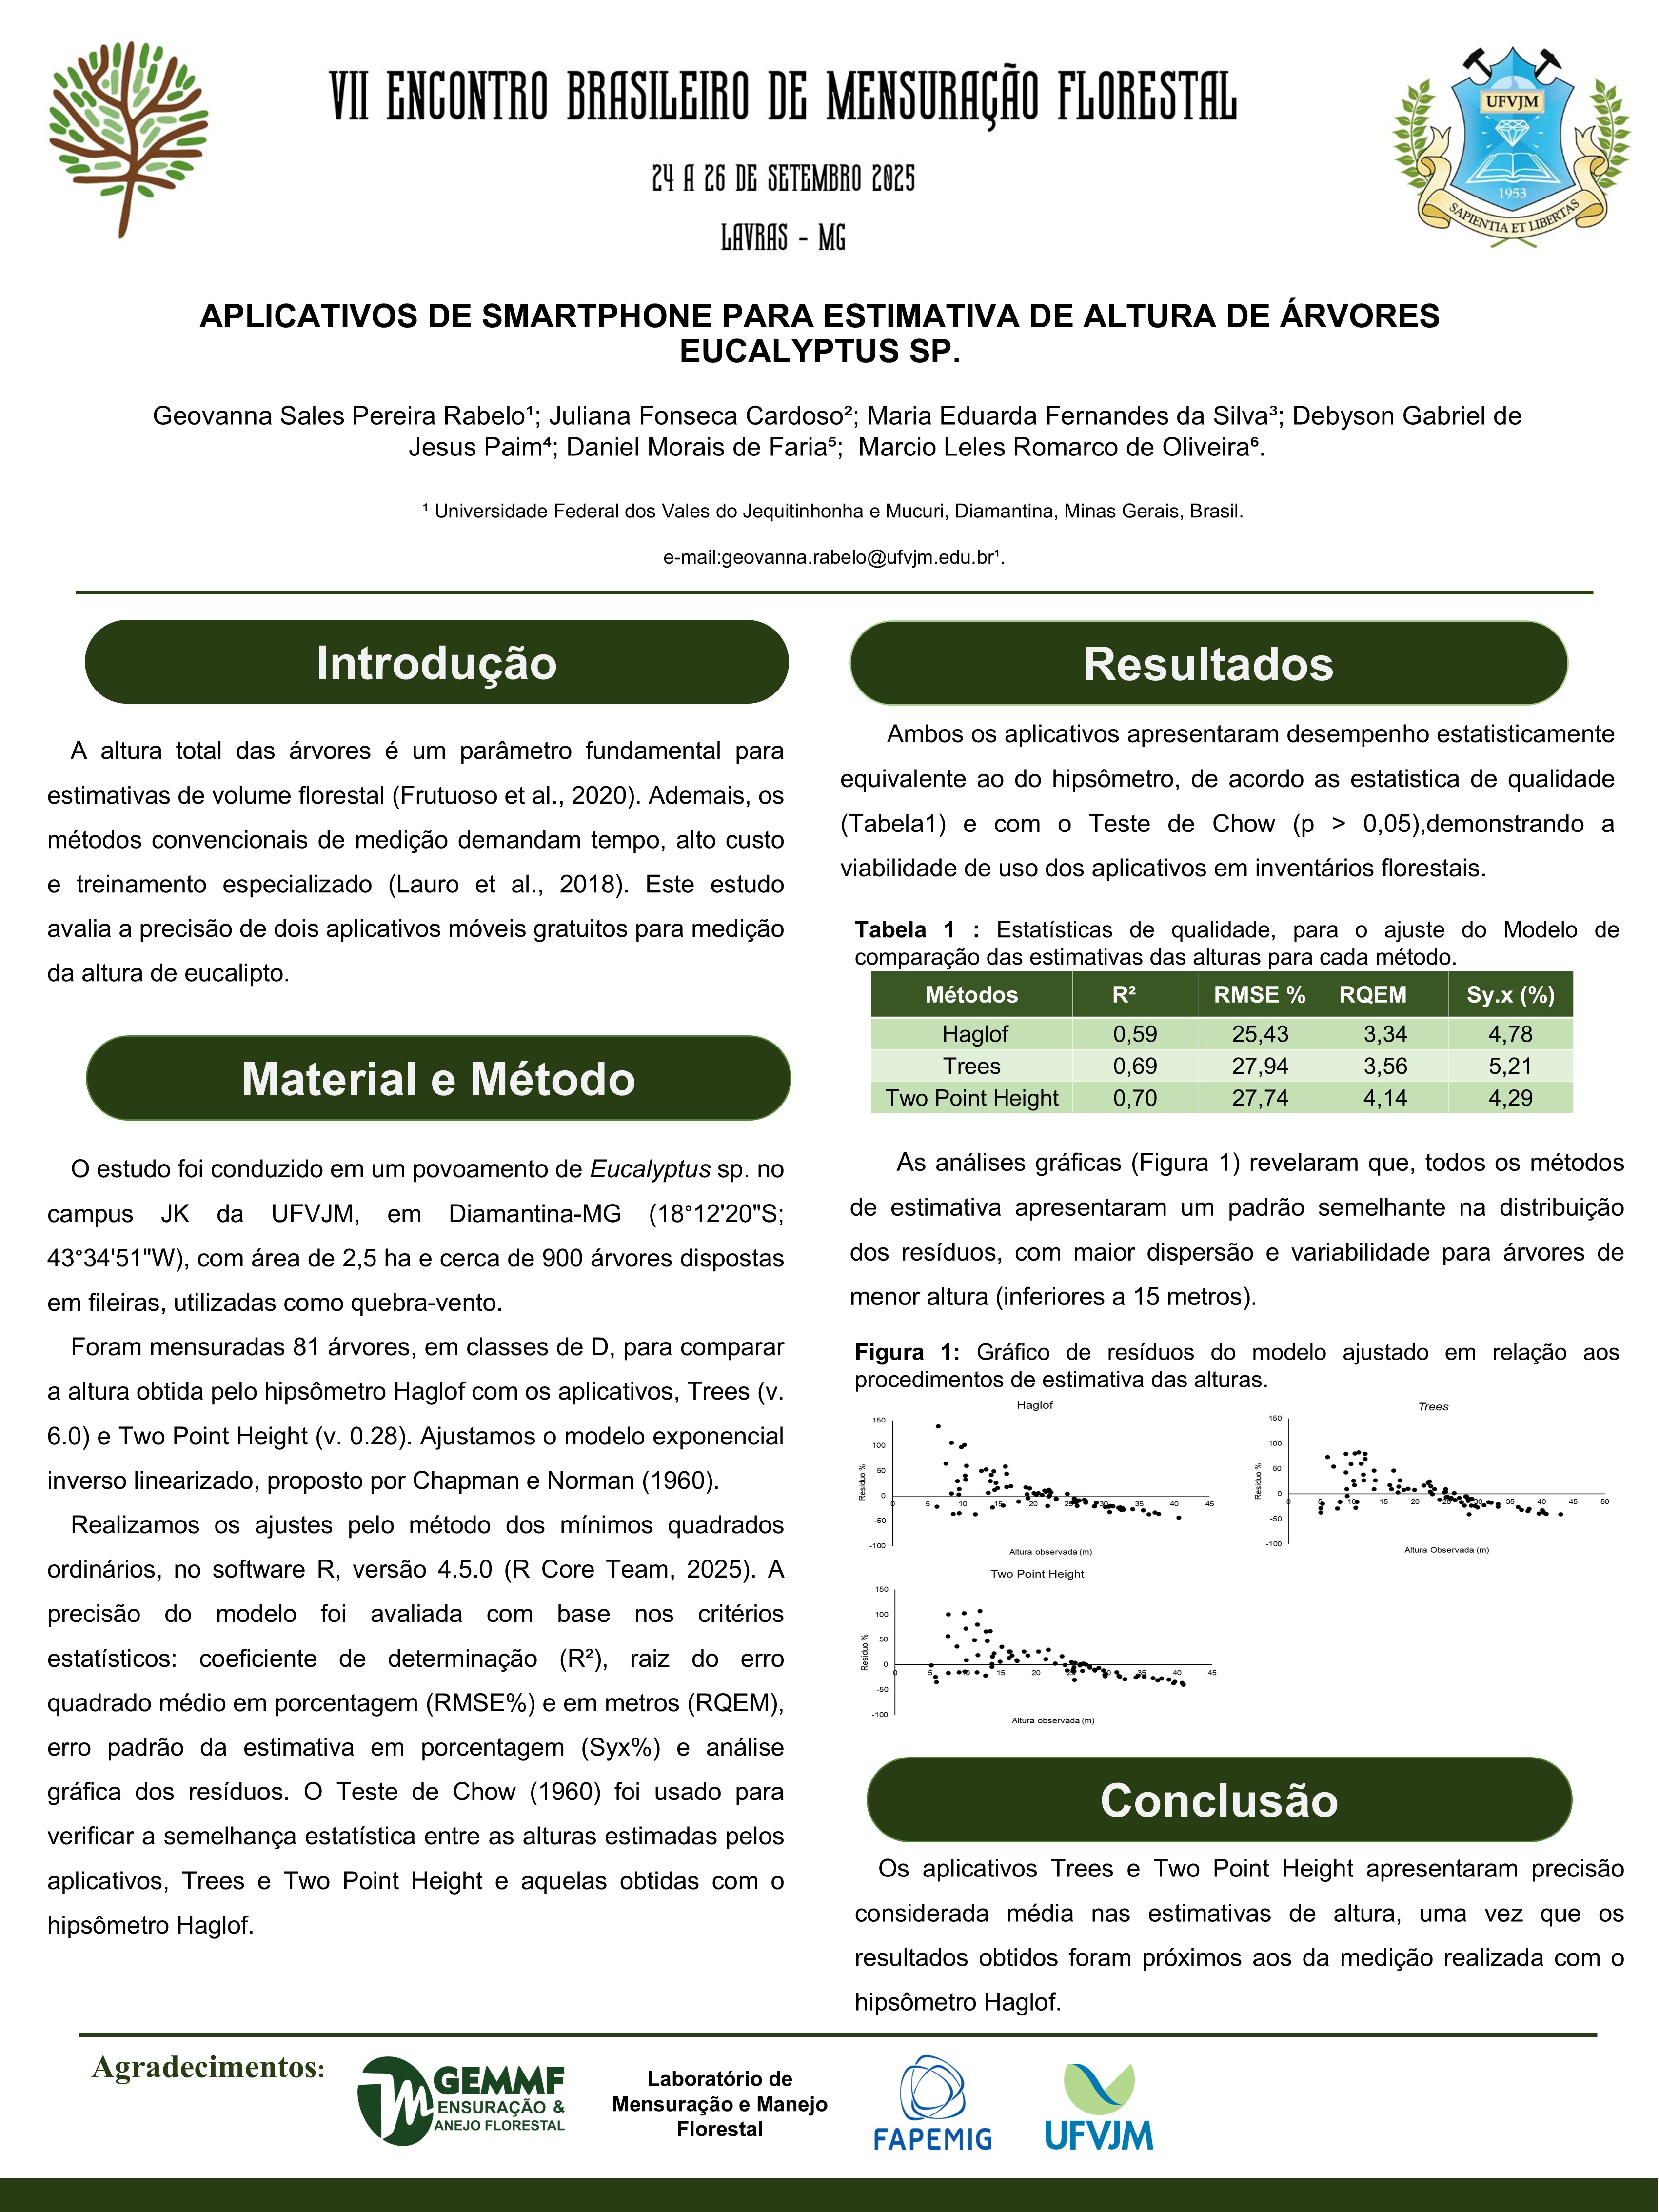 VII ENCONTRO BRASILEIRO DE MENSURAÇÃO FLORESTAL
24 A 26 DE SETEMBRO 2025
LAVRAS - MG
UFVJM
1953
SAPIENTIA ET LIBERTAS
APLICATIVOS DE SMARTPHONE PARA ESTIMATIVA DE ALTURA DE ÁRVORES
EUCALYPTUS SP.
Geovanna Sales Pereira Rabelo¹; Juliana Fonseca Cardoso²; Maria Eduarda Fernandes da Silva³; Debyson Gabriel de
Jesus Paim⁴; Daniel Morais de Faria⁵; Marcio Leles Romarco de Oliveira⁶.
¹ Universidade Federal dos Vales do Jequitinhonha e Mucuri, Diamantina, Minas Gerais, Brasil.
e-mail:geovanna.rabelo@ufvjm.edu.br¹.
Introdução
A altura total das árvores é um parâmetro fundamental para
estimativas de volume florestal (Frutuoso et al., 2020). Ademais, os
métodos convencionais de medição demandam tempo, alto custo
e treinamento especializado (Lauro et al., 2018). Este estudo
avalia a precisão de dois aplicativos móveis gratuitos para medição
da altura de eucalipto.
Material e Método
O estudo foi conduzido em um povoamento de Eucalyptus sp. no
campus JK da UFVJM, em Diamantina-MG (18°12'20"S;
43°34'51"W), com área de 2,5 ha e cerca de 900 árvores dispostas
em fileiras, utilizadas como quebra-vento.
Foram mensuradas 81 árvores, em classes de D, para comparar
a altura obtida pelo hipsômetro Haglof com os aplicativos, Trees (v.
6.0) e Two Point Height (v. 0.28). Ajustamos o modelo exponencial
inverso linearizado, proposto por Chapman e Norman (1960).
Realizamos os ajustes pelo método dos mínimos quadrados
ordinários, no software R, versão 4.5.0 (R Core Team, 2025). A
precisão do modelo foi avaliada com base nos critérios
estatísticos: coeficiente de determinação (R²), raiz do erro
quadrado médio em porcentagem (RMSE%) e em metros (RQEM),
erro padrão da estimativa em porcentagem (Syx%) e análise
gráfica dos resíduos. O Teste de Chow (1960) foi usado para
verificar a semelhança estatística entre as alturas estimadas pelos
aplicativos, Trees e Two Point Height e aquelas obtidas com o
hipsômetro Haglof.
Resultados
Ambos os aplicativos apresentaram desempenho estatisticamente
equivalente ao do hipsômetro, de acordo as estatistica de qualidade
(Tabela1) e com o Teste de Chow (p > 0,05),demonstrando a
viabilidade de uso dos aplicativos em inventários florestais.
Tabela 1 : Estatísticas de qualidade, para o ajuste do Modelo de
comparação das estimativas das alturas para cada método.
Métodos R² RMSE % RQEM Sy.x (%)
Haglof 0,59 25,43 3,34 4,78
Trees 0,69 27,94 3,56 5,21
Two Point Height 0,70 27,74 4,14 4,29
As análises gráficas (Figura 1) revelaram que, todos os métodos
de estimativa apresentaram um padrão semelhante na distribuição
dos resíduos, com maior dispersão e variabilidade para árvores de
menor altura (inferiores a 15 metros).
Figura 1: Gráfico de resíduos do modelo ajustado em relação aos
procedimentos de estimativa das alturas.
Haglöf
150
100
50
0
-50
-100
Resíduo %
0 5 10 15 20 25 30 35 40 45
Altura observada (m)
Trees
150
100
50
0
-50
-100
Resíduo %
0 5 10 15 20 25 30 35 40 45 50
Altura Observada (m)
Two Point Height
150
100
50
0
-50
-100
Resíduo %
0 5 10 15 20 25 30 35 40 45
Altura observada (m)
Conclusão
Os aplicativos Trees e Two Point Height apresentaram precisão
considerada média nas estimativas de altura, uma vez que os
resultados obtidos foram próximos aos da medição realizada com o
hipsômetro Haglof.
Agradecimentos:
GEMMF
MENSURAÇÃO &
MANEJO FLORESTAL
Laboratório de
Mensuração e Manejo
Florestal
FAPEMIG
UFVJM